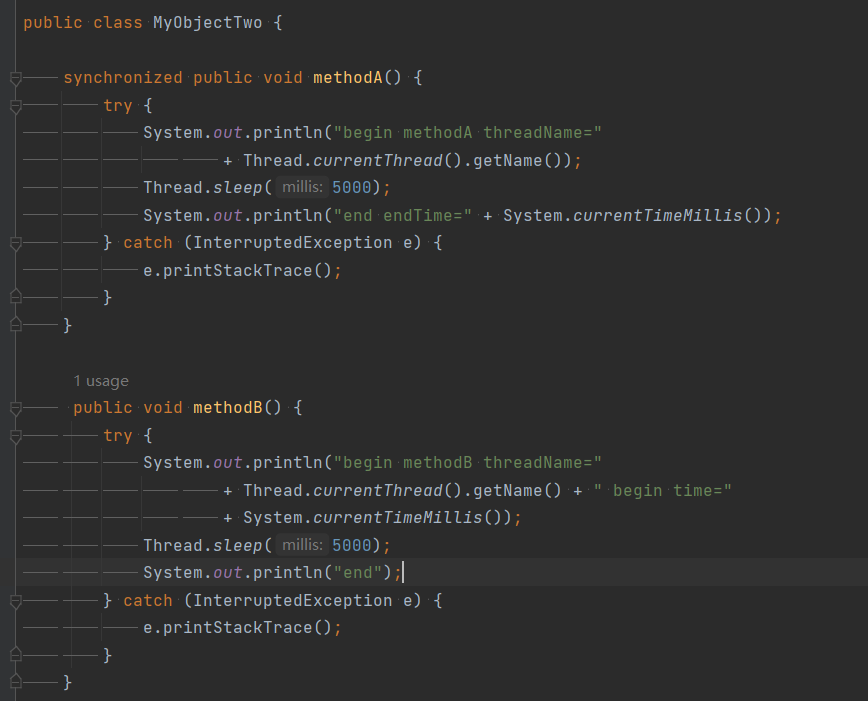 public class MyObjectTwo {
synchronized public void methodA() {
try {
System.out.println("begin methodA threadName="
+ Thread.currentThread().getName());
Thread.sleep( millis: 5000);
System.out.println("end endTime=" + System.currentTimeMillis());
} catch (InterruptedException e) {
e.printStackTrace();
}
}
1 usage
public void methodB() {
try {
System.out.println("begin methodB threadName="
+ Thread.currentThread().getName() + " begin time="
+ System.currentTimeMillis());
Thread.sleep( millis: 5000);
System.out.println("end");
} catch (InterruptedException e) {
e.printStackTrace();
}
}